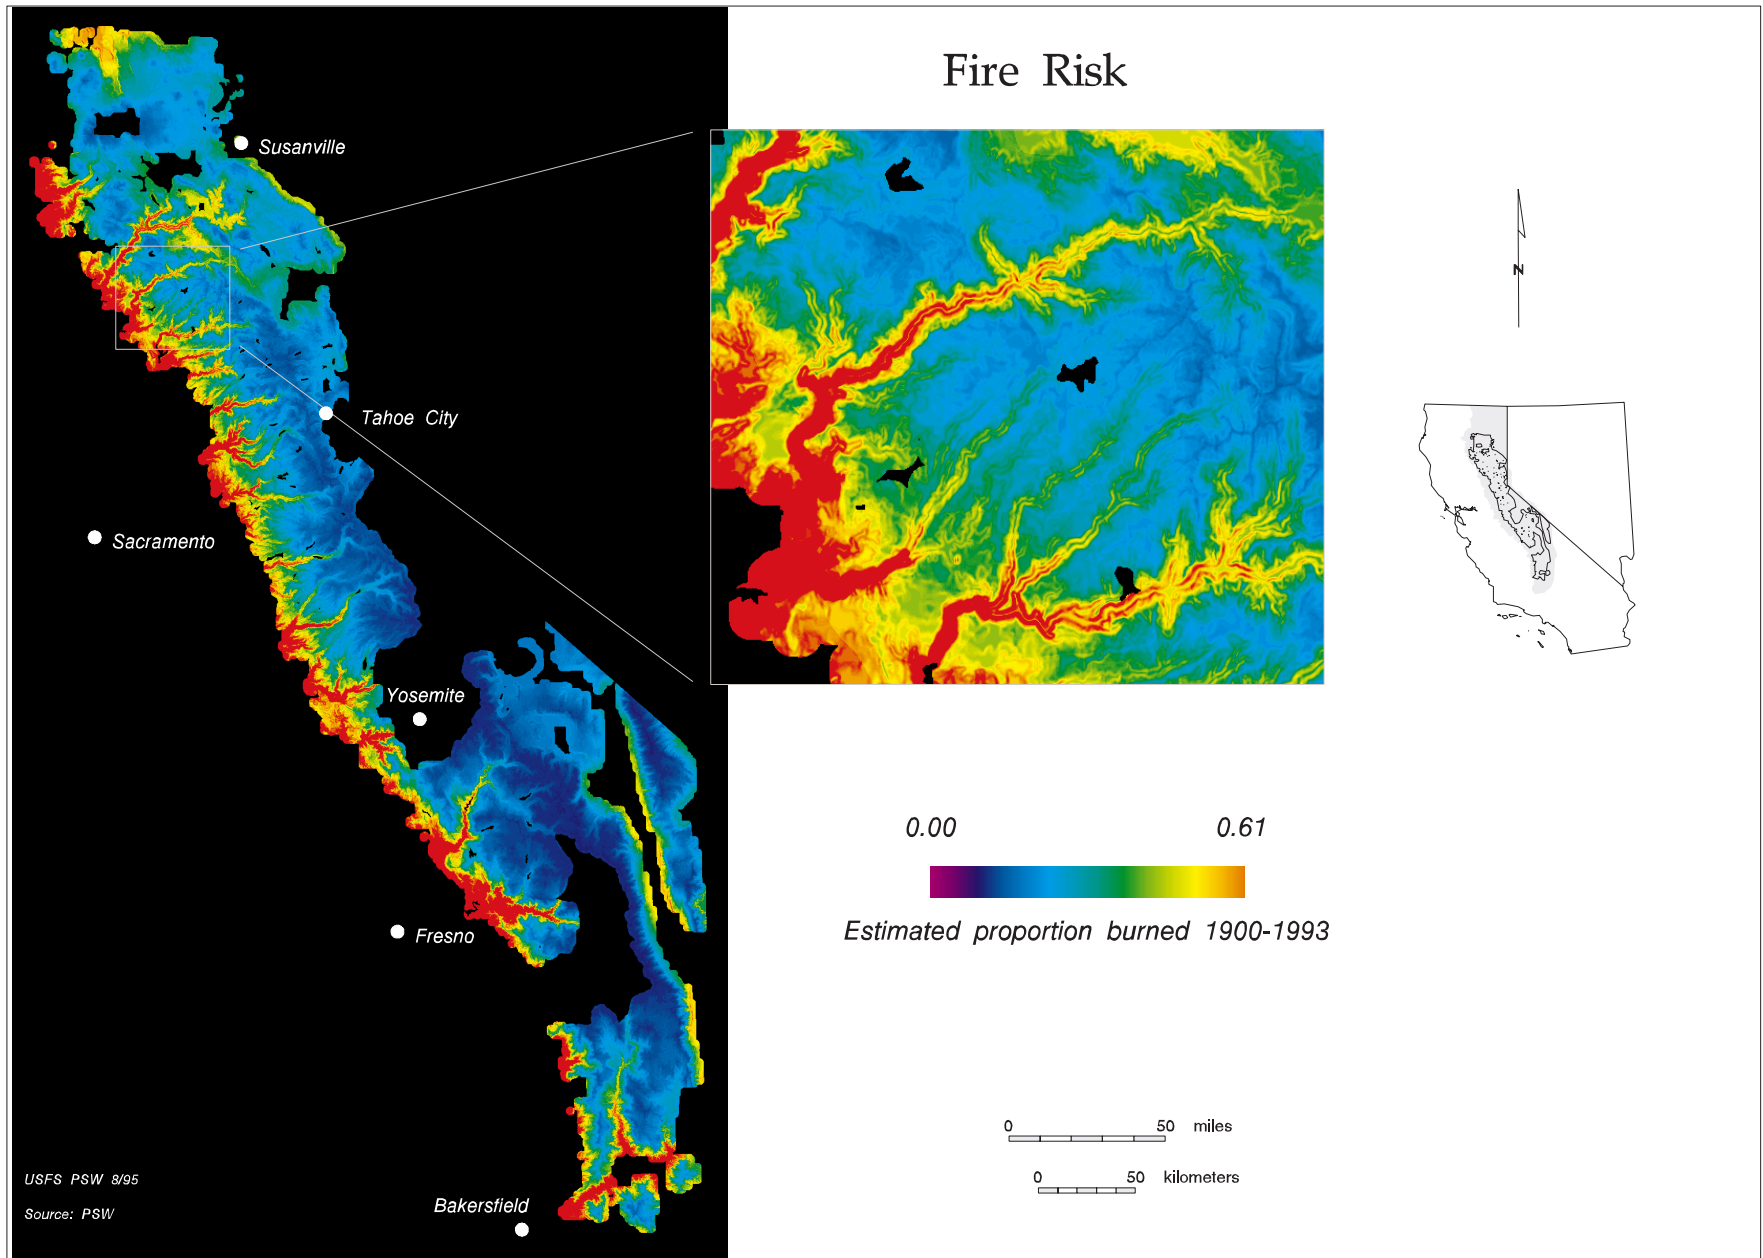 Fire Risk
Susanville
Tahoe City
Sacramento
Yosemite
Fresno
Bakersfield
USFS PSW 8/95
Source: PSW
N
0.00 0.61
Estimated proportion burned 1900-1993
0 50 miles
0 50 kilometers